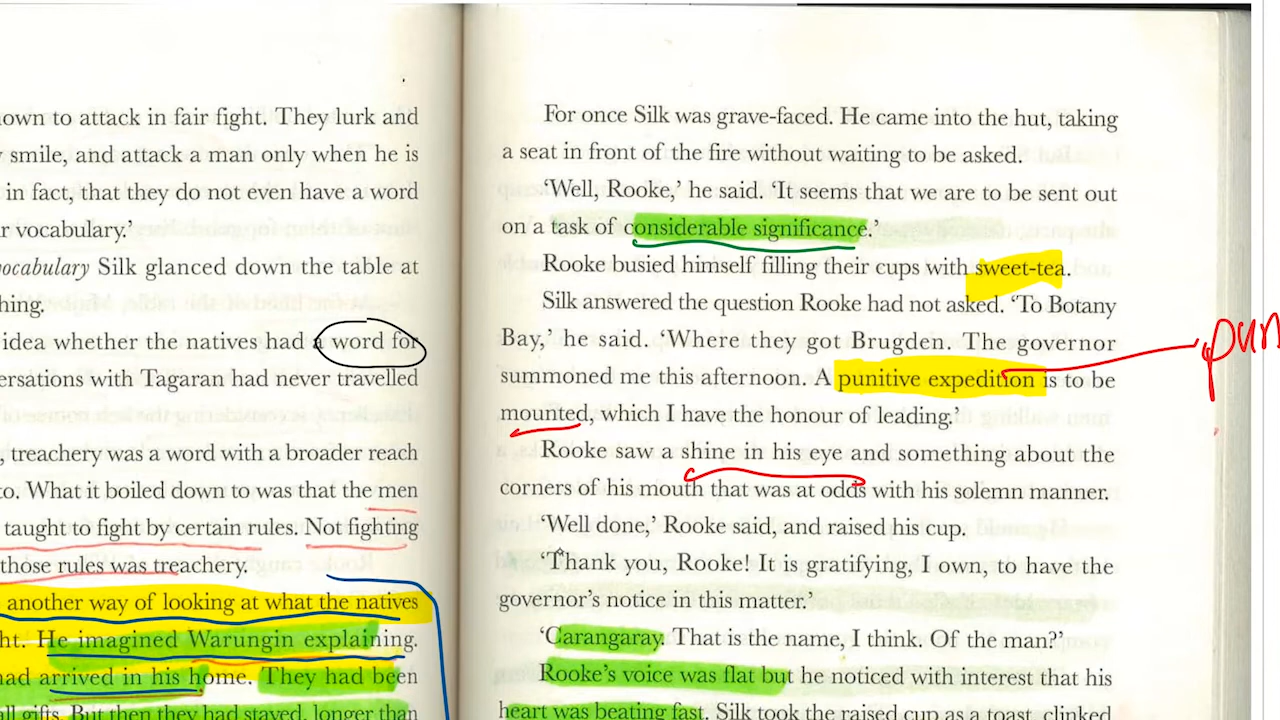 own to attack in fair fight. They lurk and
smile, and attack a man only when he is
in fact, that they do not even have a word
vocabulary.’
vocabulary Silk glanced down the table at
hing.
idea whether the natives had a word for
ersations with Tagaran had never travelled
, treachery was a word with a broader reach
to. What it boiled down to was that the men
taught to fight by certain rules. Not fighting
those rules was treachery.
another way of looking at what the natives
ht. He imagined Warungin explaining.
had arrived in his home. They had been
all gifts. But then they had stayed, longer than
For once Silk was grave-faced. He came into the hut, taking
a seat in front of the fire without waiting to be asked.
‘Well, Rooke,’ he said. ‘It seems that we are to be sent out
on a task of considerable significance.’
Rooke busied himself filling their cups with sweet-tea.
Silk answered the question Rooke had not asked. ‘To Botany
Bay,’ he said. ‘Where they got Brugden. The governor
summoned me this afternoon. A punitive expedition is to be
mounted, which I have the honour of leading.’
Rooke saw a shine in his eye and something about the
corners of his mouth that was at odds with his solemn manner.
‘Well done,’ Rooke said, and raised his cup.
‘Thank you, Rooke! It is gratifying, I own, to have the
governor’s notice in this matter.’
‘Carangaray. That is the name, I think. Of the man?’
Rooke’s voice was flat but he noticed with interest that his
heart was beating fast. Silk took the raised cup as a toast, clinked
pun